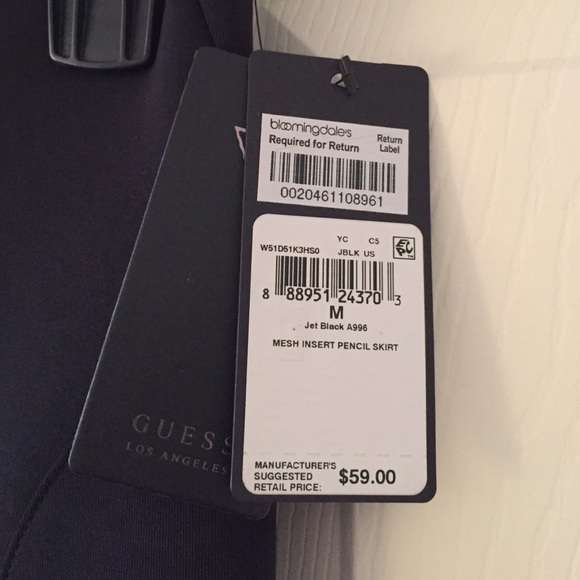 bloomingdale's
Required for Return
Return
Label
0020461108961
YC C5
W51D51K3HS0 JBLK US
8 88951 24370 3
M
Jet Black A996
MESH INSERT PENCIL SKIRT
MANUFACTURER'S
SUGGESTED
RETAIL PRICE:
$59.00
GUESS
LOS ANGELES